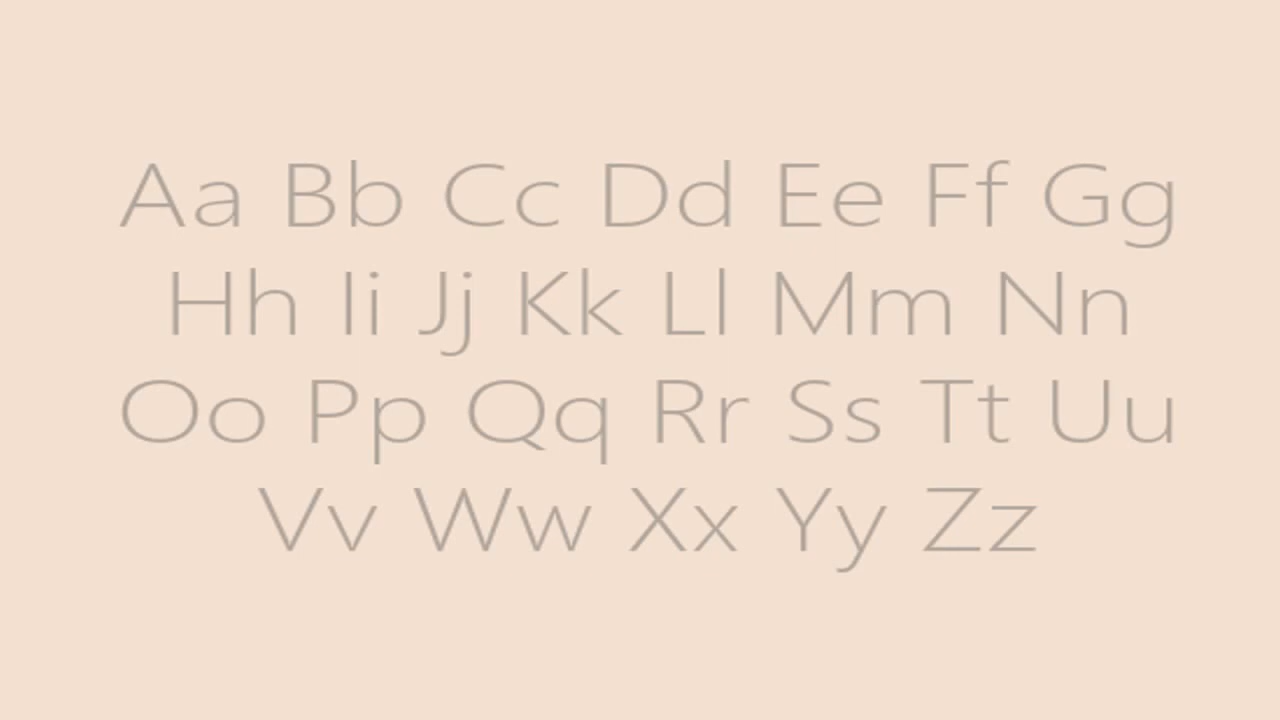 Aa Bb Cc Dd Ee Ff Gg
Hh Ii Jj Kk Ll Mm Nn
Oo Pp Qq Rr Ss Tt Uu
Vv Ww Xx Yy Zz